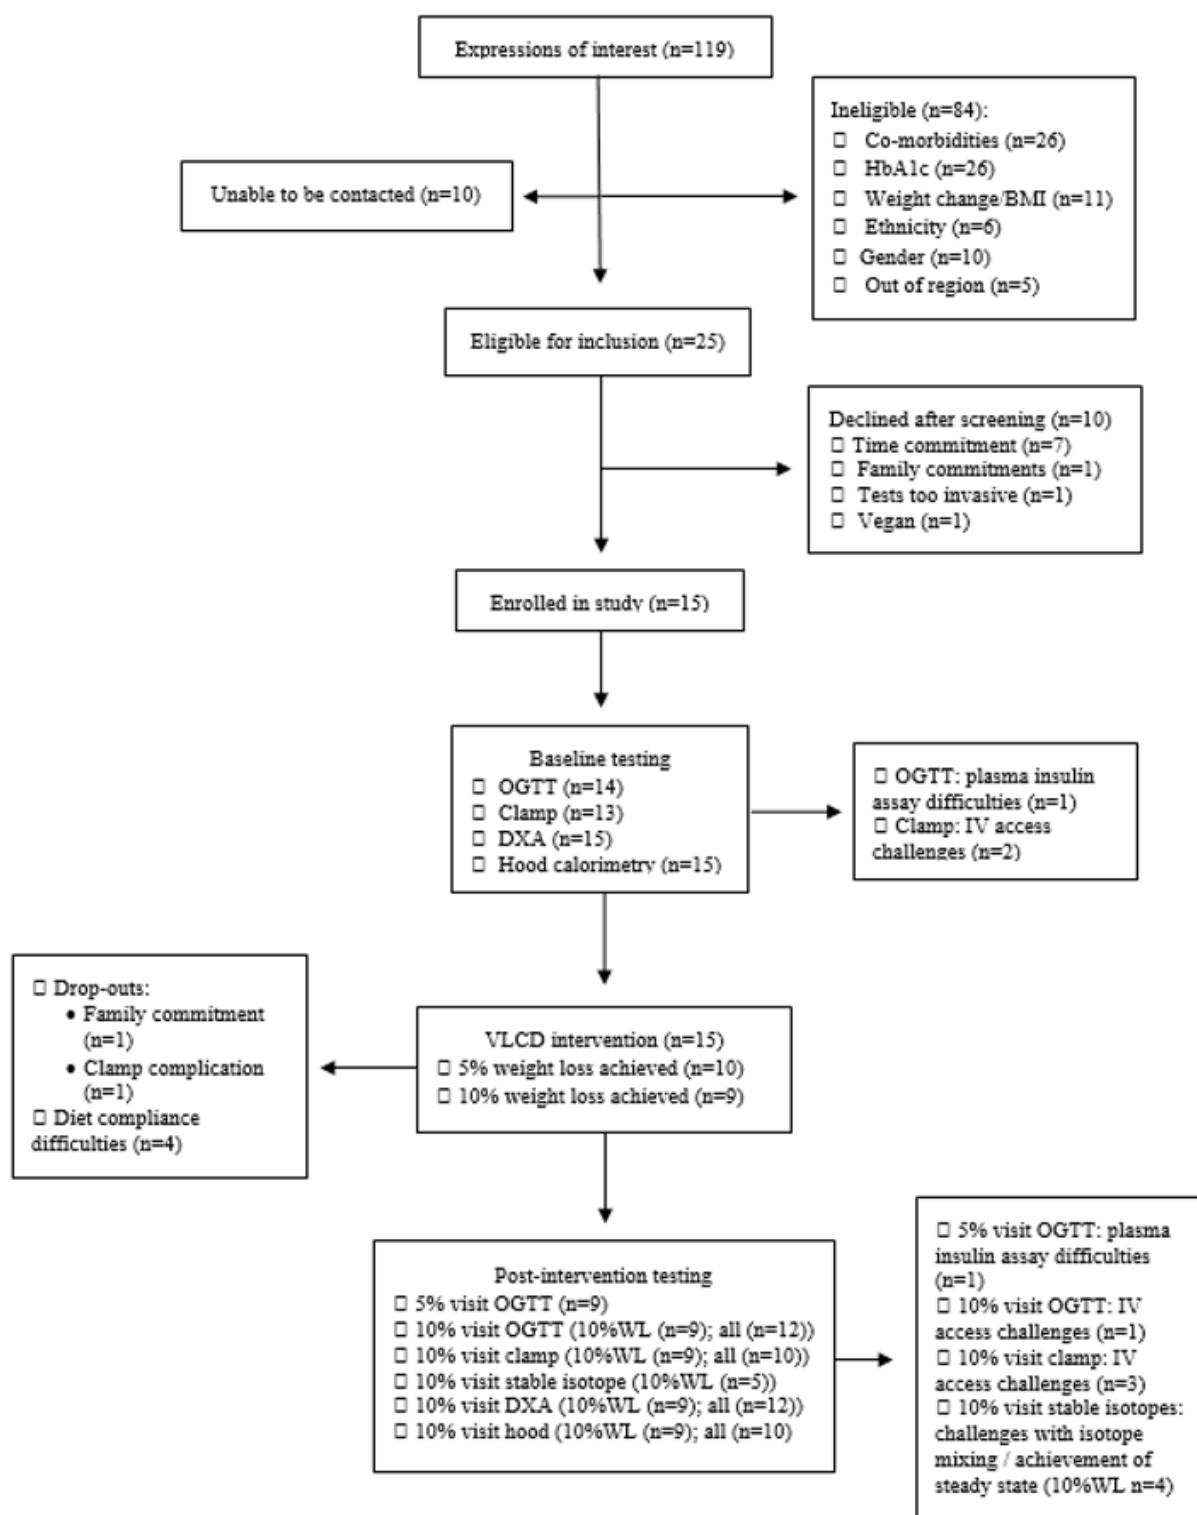 Expressions of interest (n=119)
Ineligible (n=84):
☐ Co-morbidities (n=26)
☐ HbA1c (n=26)
☐ Weight change/BMI (n=11)
☐ Ethnicity (n=6)
☐ Gender (n=10)
☐ Out of region (n=5)
Unable to be contacted (n=10)
Eligible for inclusion (n=25)
Declined after screening (n=10)
☐ Time commitment (n=7)
☐ Family commitments (n=1)
☐ Tests too invasive (n=1)
☐ Vegan (n=1)
Enrolled in study (n=15)
Baseline testing
☐ OGTT (n=14)
☐ Clamp (n=13)
☐ DXA (n=15)
☐ Hood calorimetry (n=15)
☐ OGTT: plasma insulin
assay difficulties (n=1)
☐ Clamp: IV access
challenges (n=2)
☐ Drop-outs:
• Family commitment
(n=1)
• Clamp complication
(n=1)
☐ Diet compliance
difficulties (n=4)
VLCD intervention (n=15)
☐ 5% weight loss achieved (n=10)
☐ 10% weight loss achieved (n=9)
Post-intervention testing
☐ 5% visit OGTT (n=9)
☐ 10% visit OGTT (10%WL (n=9); all (n=12))
☐ 10% visit clamp (10%WL (n=9); all (n=10))
☐ 10% visit stable isotope (10%WL (n=5))
☐ 10% visit DXA (10%WL (n=9); all (n=12))
☐ 10% visit hood (10%WL (n=9); all (n=10)
☐ 5% visit OGTT: plasma
insulin assay difficulties
(n=1)
☐ 10% visit OGTT: IV
access challenges (n=1)
☐ 10% visit clamp: IV
access challenges (n=3)
☐ 10% visit stable isotopes:
challenges with isotope
mixing / achievement of
steady state (10%WL n=4)